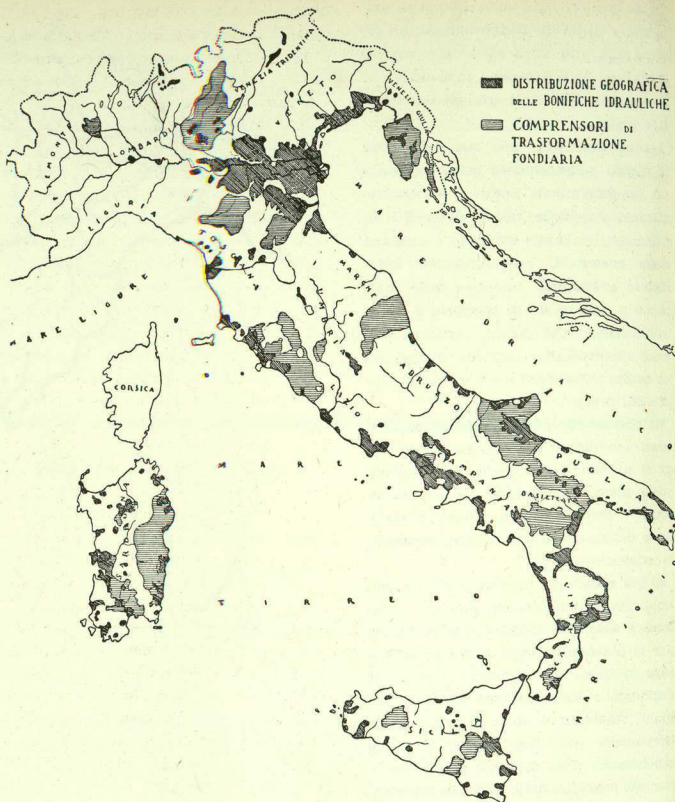 DISTRIBUZIONE GEOGRAFICA
DELLE BONIFICHE IDRAULICHE
COMPRENSORI DI
TRASFORMAZIONE
FONDIARIA
VENEZIA TRIDENTINA
VENETO
VENEZIA GIULIA
PIEMONTE
LOMBARDIA
LIGURIA
TOSCANA
MARCHE
UMBRIA
MARE LIGURE
MARE ADRIATICO
CORSICA
LAZIO
ABRUZZO
CAMPANIA
PUGLIA
BASILICATA
SARDEGNA
MARE
TIRRENO
CALABRIA
MARE
SICILIA